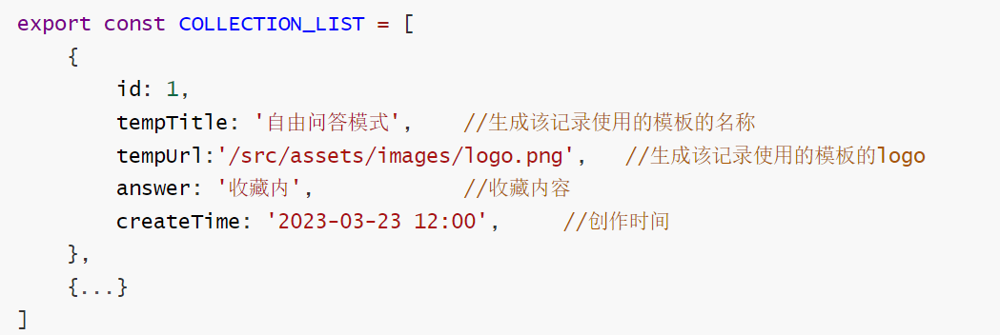 export const COLLECTION_LIST = [
    {
        id: 1,
        tempTitle: '自由问答模式',    //生成该记录使用的模板的名称
        tempUrl:'/src/assets/images/logo.png',   //生成该记录使用的模板的logo
        answer: '收藏内',            //收藏内容
        createTime: '2023-03-23 12:00',     //创作时间
    },
    {...}
]